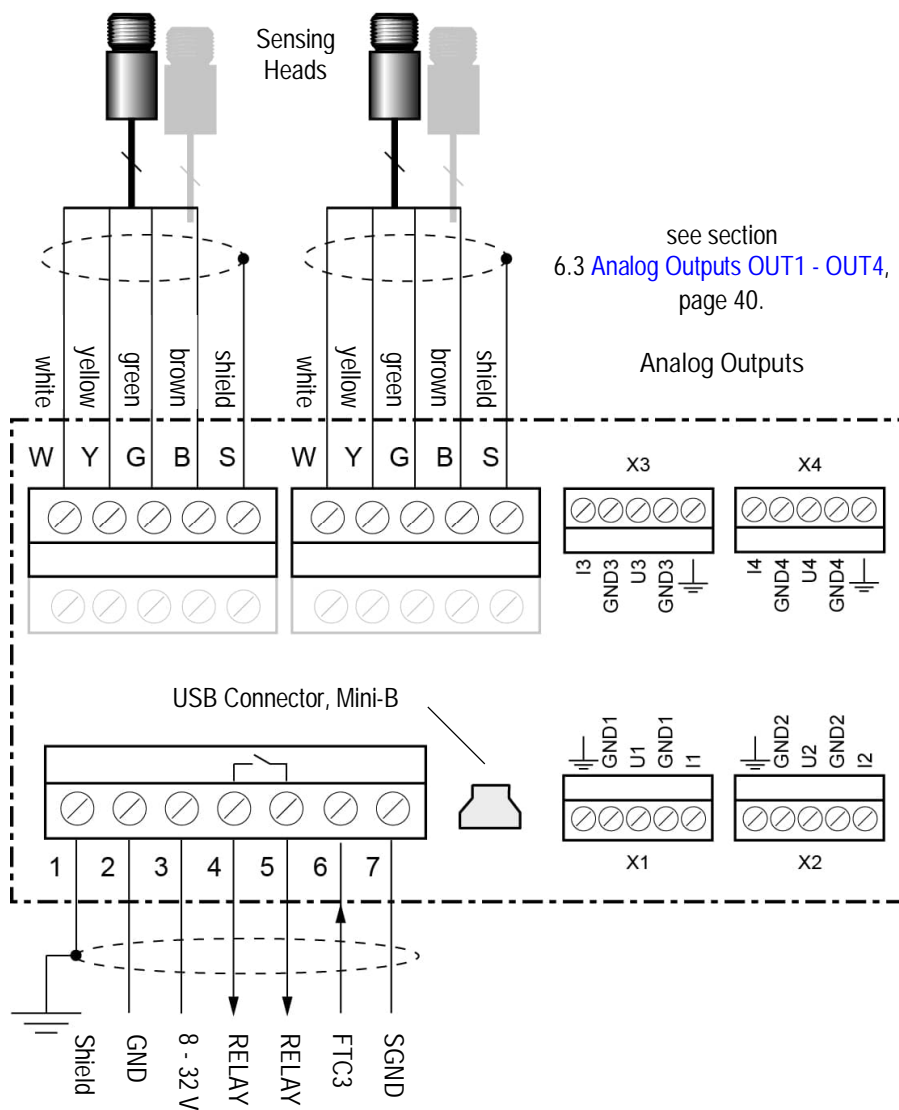 Sensing
Heads
see section
6.3 Analog Outputs OUT1 - OUT4,
page 40.
Analog Outputs
white
yellow
green
brown
shield
white
yellow
green
brown
shield
W Y G B S
W Y G B S
X3
X4
I3
GND3
U3
GND3
I4
GND4
U4
GND4
USB Connector, Mini-B
GND1
U1
GND1
I1
GND2
U2
GND2
I2
X1
X2
1 2 3 4 5 6 7
Shield
GND
8 - 32 V
RELAY
RELAY
FTC3
SGND